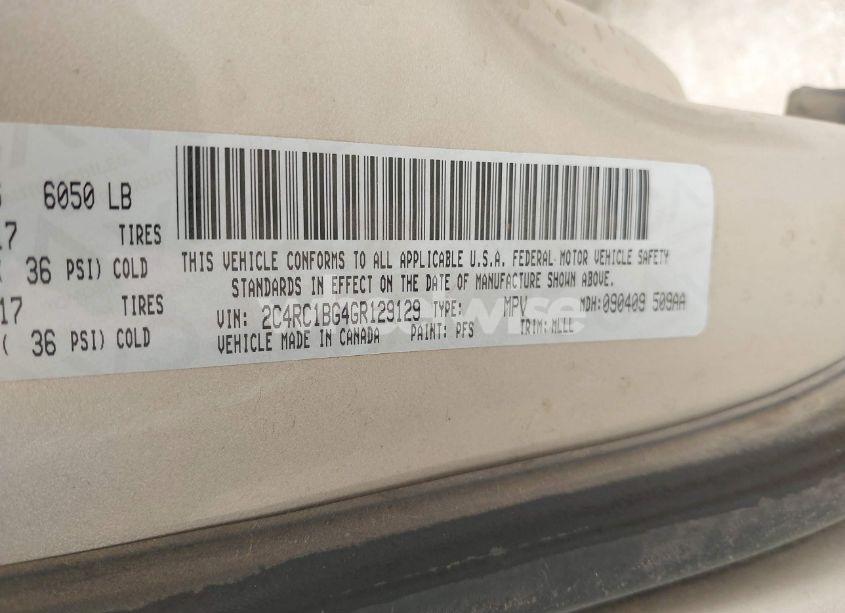 6050 LB
17 TIRES
36 PSI) COLD
17 TIRES
( 36 PSI) COLD
THIS VEHICLE CONFORMS TO ALL APPLICABLE U.S.A. FEDERAL MOTOR VEHICLE SAFETY
STANDARDS IN EFFECT ON THE DATE OF MANUFACTURE SHOWN ABOVE.
VIN: 2C4RC1BG4GR129129 TYPE: MPV MDH:090409 509AA
VEHICLE MADE IN CANADA PAINT: PFS TRIM: MLLL